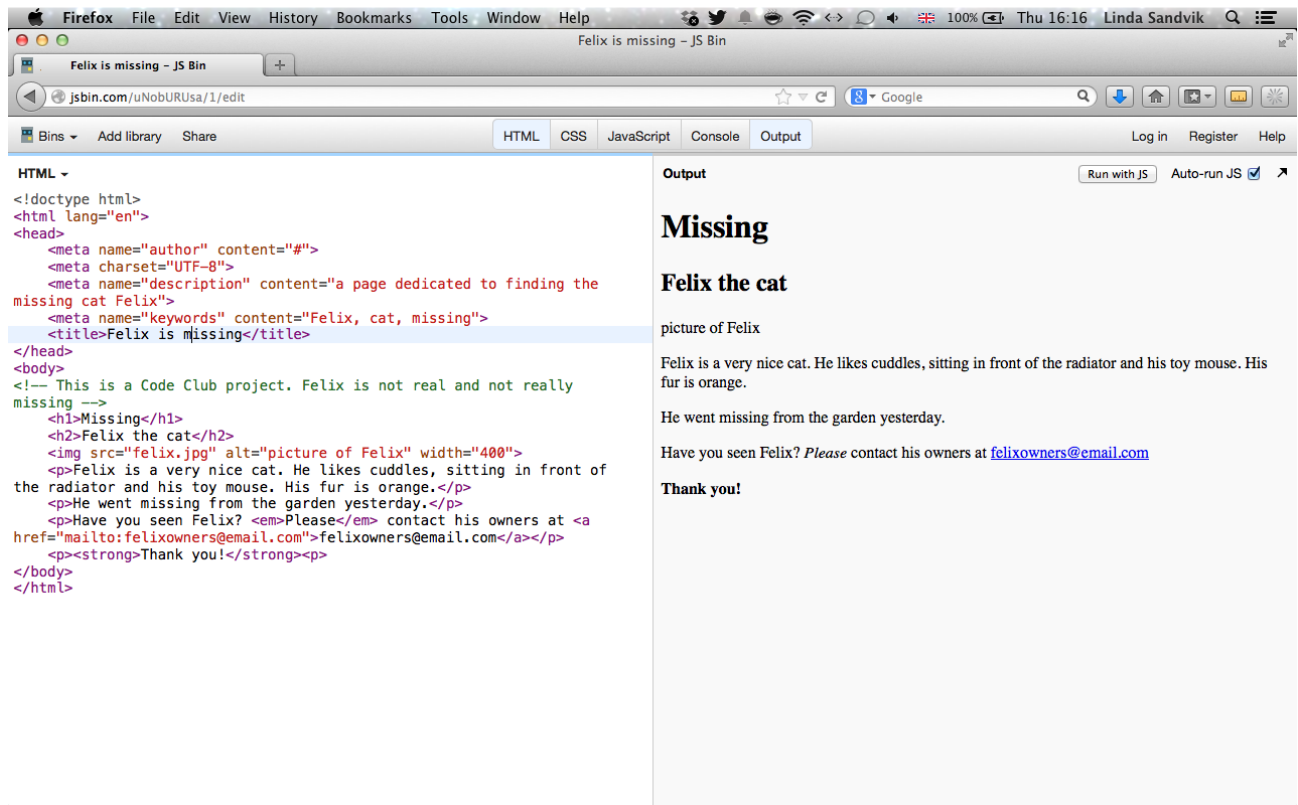 Firefox File Edit View History Bookmarks Tools Window Help 100% Thu 16:16 Linda Sandvik
Felix is missing – JS Bin
Felix is missing – JS Bin +
jsbin.com/uNobURUsa/1/edit Google
Bins Add library Share HTML CSS JavaScript Console Output Log in Register Help
HTML
<!doctype html>
<html lang="en">
<head>
    <meta name="author" content="#">
    <meta charset="UTF-8">
    <meta name="description" content="a page dedicated to finding the
missing cat Felix">
    <meta name="keywords" content="Felix, cat, missing">
    <title>Felix is missing</title>
</head>
<body>
<!-- This is a Code Club project. Felix is not real and not really
missing -->
    <h1>Missing</h1>
    <h2>Felix the cat</h2>
    <img src="felix.jpg" alt="picture of Felix" width="400">
    <p>Felix is a very nice cat. He likes cuddles, sitting in front of
the radiator and his toy mouse. His fur is orange.</p>
    <p>He went missing from the garden yesterday.</p>
    <p>Have you seen Felix? <em>Please</em> contact his owners at <a
href="mailto:felixowners@email.com">felixowners@email.com</a></p>
    <p><strong>Thank you!</strong><p>
</body>
</html>
Output Run with JS Auto-run JS
Missing
Felix the cat
picture of Felix
Felix is a very nice cat. He likes cuddles, sitting in front of the radiator and his toy mouse. His
fur is orange.
He went missing from the garden yesterday.
Have you seen Felix? Please contact his owners at felixowners@email.com
Thank you!